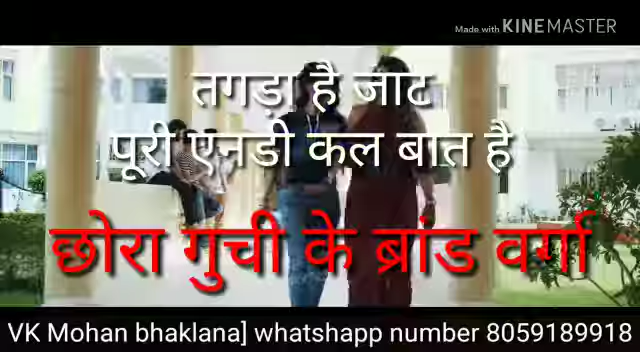 Made with KINEMASTER
तगड़ा है जाट
पूरी एनडी कल बात है
छोरा गुची के ब्रांड वर्गा
VK Mohan bhaklana] whatshapp number 8059189918